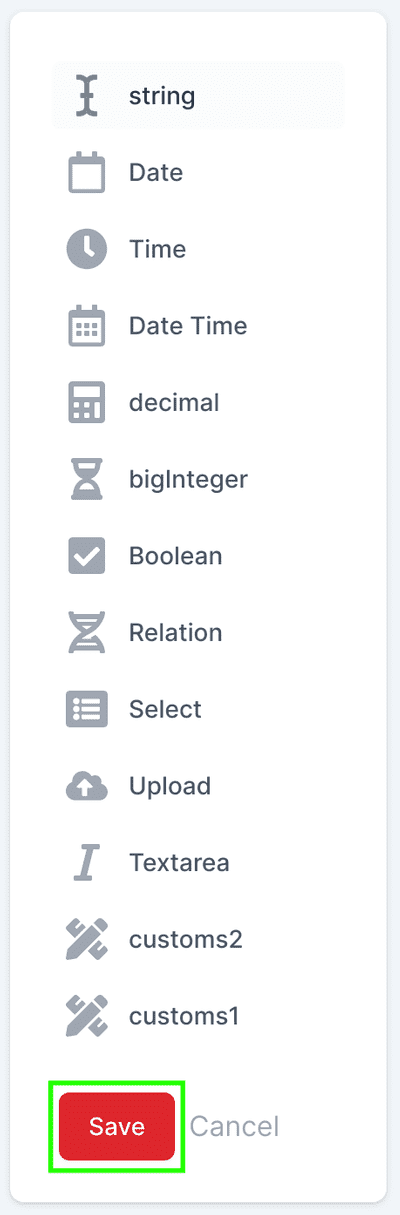 string
Date
Time
Date Time
decimal
bigInteger
Boolean
Relation
Select
Upload
Textarea
customs2
customs1
Save Cancel